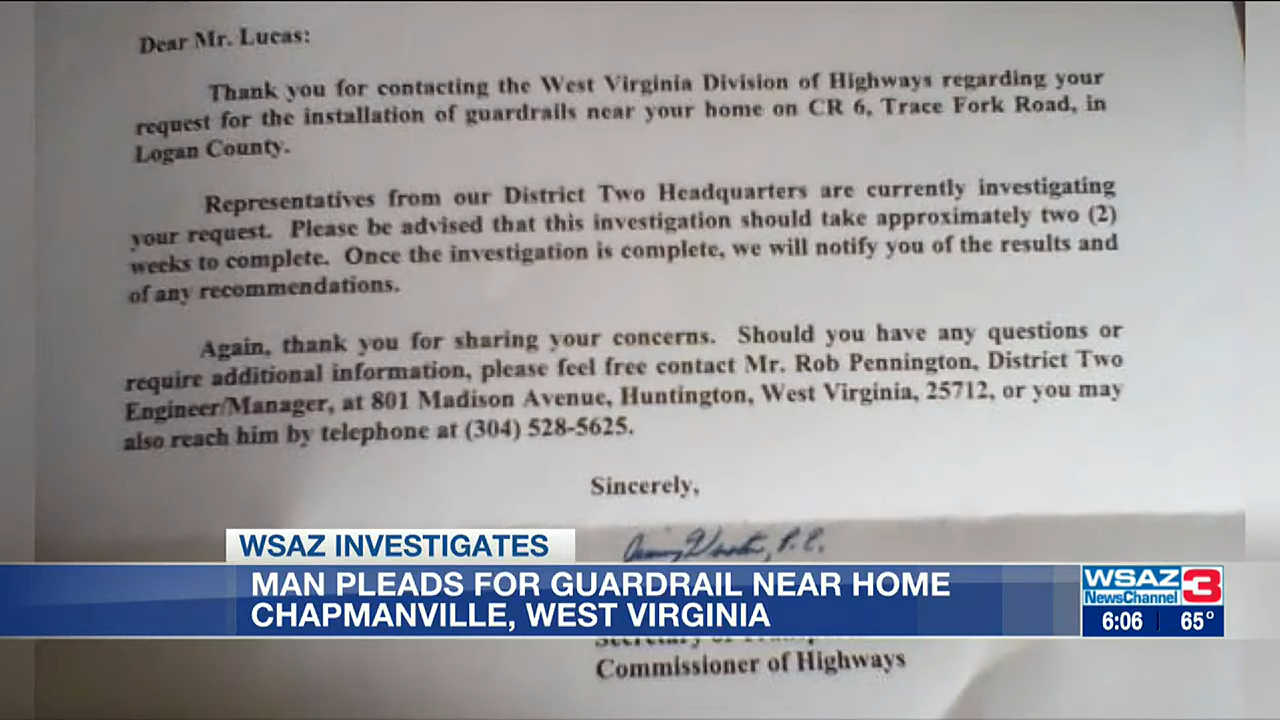 Dear Mr. Lucas:
Thank you for contacting the West Virginia Division of Highways regarding your
request for the installation of guardrails near your home on CR 6, Trace Fork Road, in
Logan County.
Representatives from our District Two Headquarters are currently investigating
your request. Please be advised that this investigation should take approximately two (2)
weeks to complete. Once the investigation is complete, we will notify you of the results and
of any recommendations.
Again, thank you for sharing your concerns. Should you have any questions or
require additional information, please feel free contact Mr. Rob Pennington, District Two
Engineer/Manager, at 801 Madison Avenue, Huntington, West Virginia, 25712, or you may
also reach him by telephone at (304) 528-5625.
Sincerely,
P.E.
WSAZ INVESTIGATES
MAN PLEADS FOR GUARDRAIL NEAR HOME
CHAPMANVILLE, WEST VIRGINIA
WSAZ 3
NewsChannel
6:06 65°
Secretary of
Commissioner of Highways